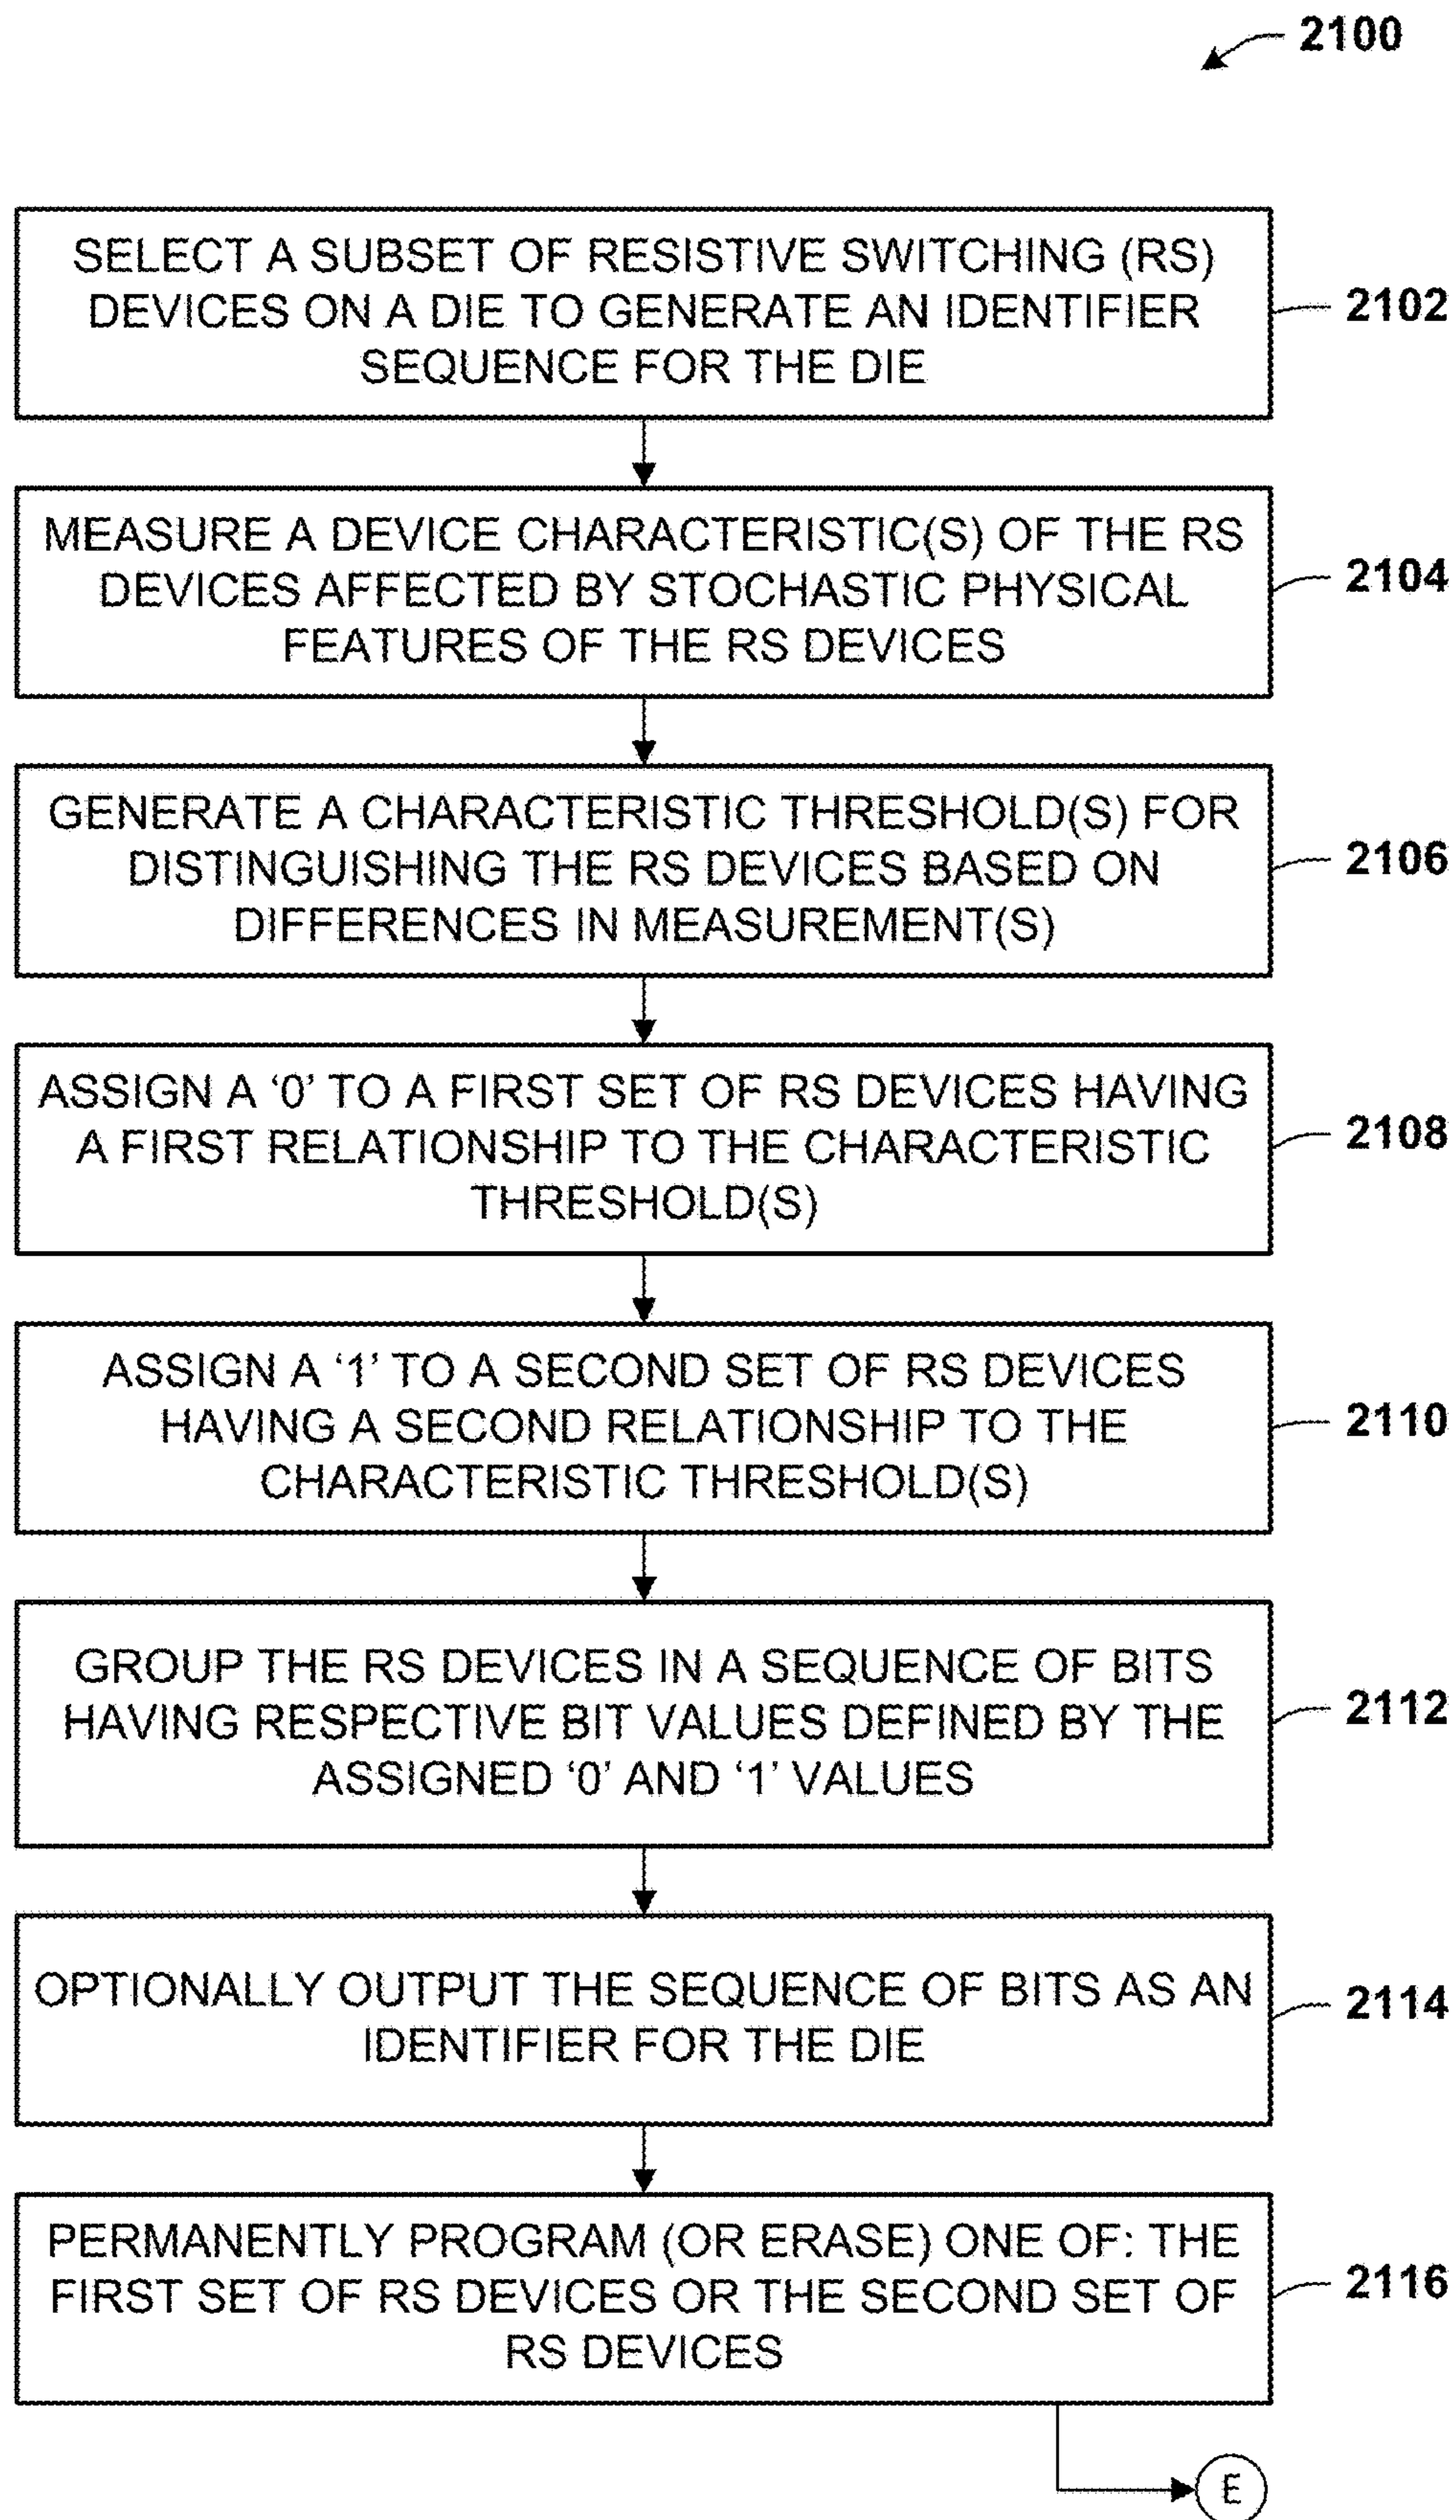 2100
SELECT A SUBSET OF RESISTIVE SWITCHING (RS)
DEVICES ON A DIE TO GENERATE AN IDENTIFIER
SEQUENCE FOR THE DIE
2102
MEASURE A DEVICE CHARACTERISTIC(S) OF THE RS
DEVICES AFFECTED BY STOCHASTIC PHYSICAL
FEATURES OF THE RS DEVICES
2104
GENERATE A CHARACTERISTIC THRESHOLD(S) FOR
DISTINGUISHING THE RS DEVICES BASED ON
DIFFERENCES IN MEASUREMENT(S)
2106
ASSIGN A ‘0’ TO A FIRST SET OF RS DEVICES HAVING
A FIRST RELATIONSHIP TO THE CHARACTERISTIC
THRESHOLD(S)
2108
ASSIGN A ‘1’ TO A SECOND SET OF RS DEVICES
HAVING A SECOND RELATIONSHIP TO THE
CHARACTERISTIC THRESHOLD(S)
2110
GROUP THE RS DEVICES IN A SEQUENCE OF BITS
HAVING RESPECTIVE BIT VALUES DEFINED BY THE
ASSIGNED ‘0’ AND ‘1’ VALUES
2112
OPTIONALLY OUTPUT THE SEQUENCE OF BITS AS AN
IDENTIFIER FOR THE DIE
2114
PERMANENTLY PROGRAM (OR ERASE) ONE OF: THE
FIRST SET OF RS DEVICES OR THE SECOND SET OF
RS DEVICES
2116
E